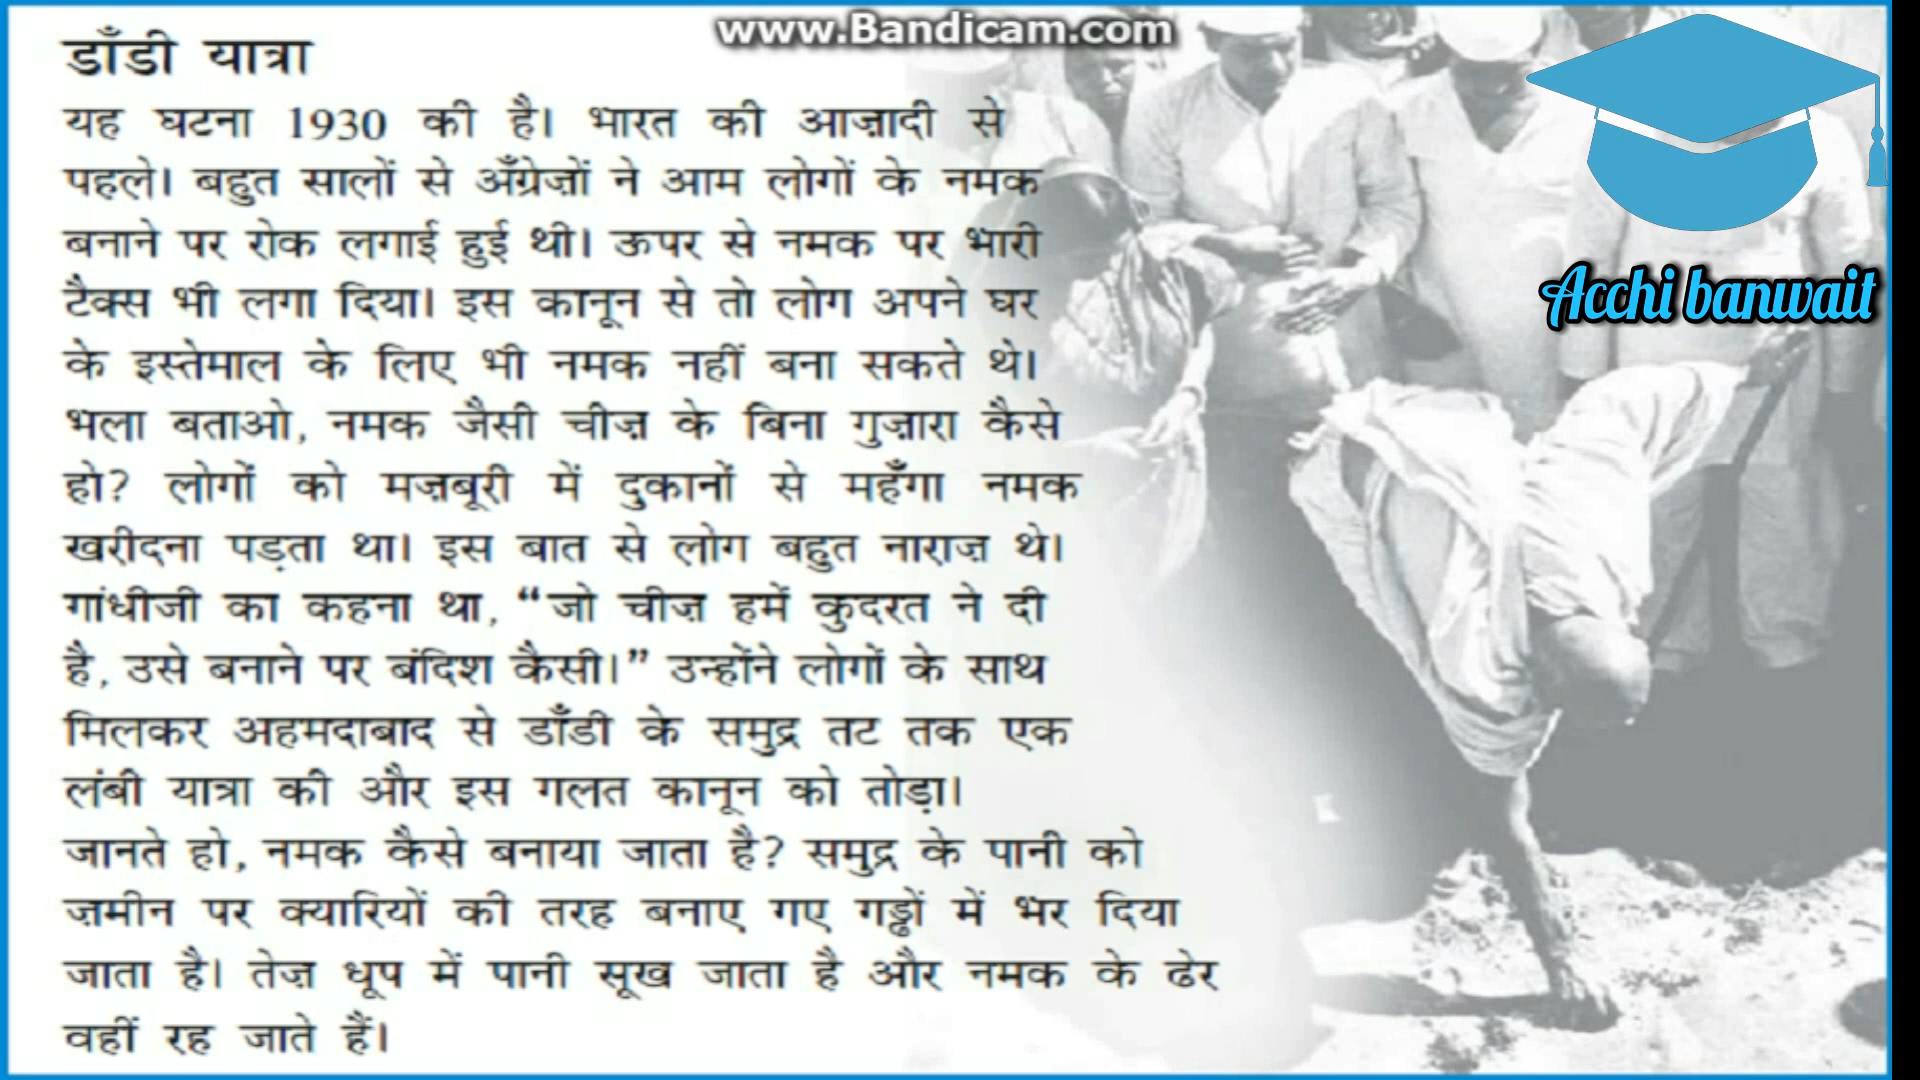 www.Bandicam.com
डाँडी यात्रा
यह घटना 1930 की है। भारत की आज़ादी से
पहले। बहुत सालों से अँग्रेज़ों ने आम लोगों के नमक
बनाने पर रोक लगाई हुई थी। ऊपर से नमक पर भारी
टैक्स भी लगा दिया। इस कानून से तो लोग अपने घर
के इस्तेमाल के लिए भी नमक नहीं बना सकते थे।
भला बताओ, नमक जैसी चीज़ के बिना गुज़ारा कैसे
हो? लोगों को मज़बूरी में दुकानों से महँगा नमक
खरीदना पड़ता था। इस बात से लोग बहुत नाराज़ थे।
गांधीजी का कहना था, “जो चीज़ हमें कुदरत ने दी
है, उसे बनाने पर बंदिश कैसी।” उन्होंने लोगों के साथ
मिलकर अहमदाबाद से डाँडी के समुद्र तट तक एक
लंबी यात्रा की और इस गलत कानून को तोड़ा।
जानते हो, नमक कैसे बनाया जाता है? समुद्र के पानी को
ज़मीन पर क्यारियों की तरह बनाए गए गड्ढों में भर दिया
जाता है। तेज़ धूप में पानी सूख जाता है और नमक के ढेर
वहीं रह जाते हैं।
Acchi banwait